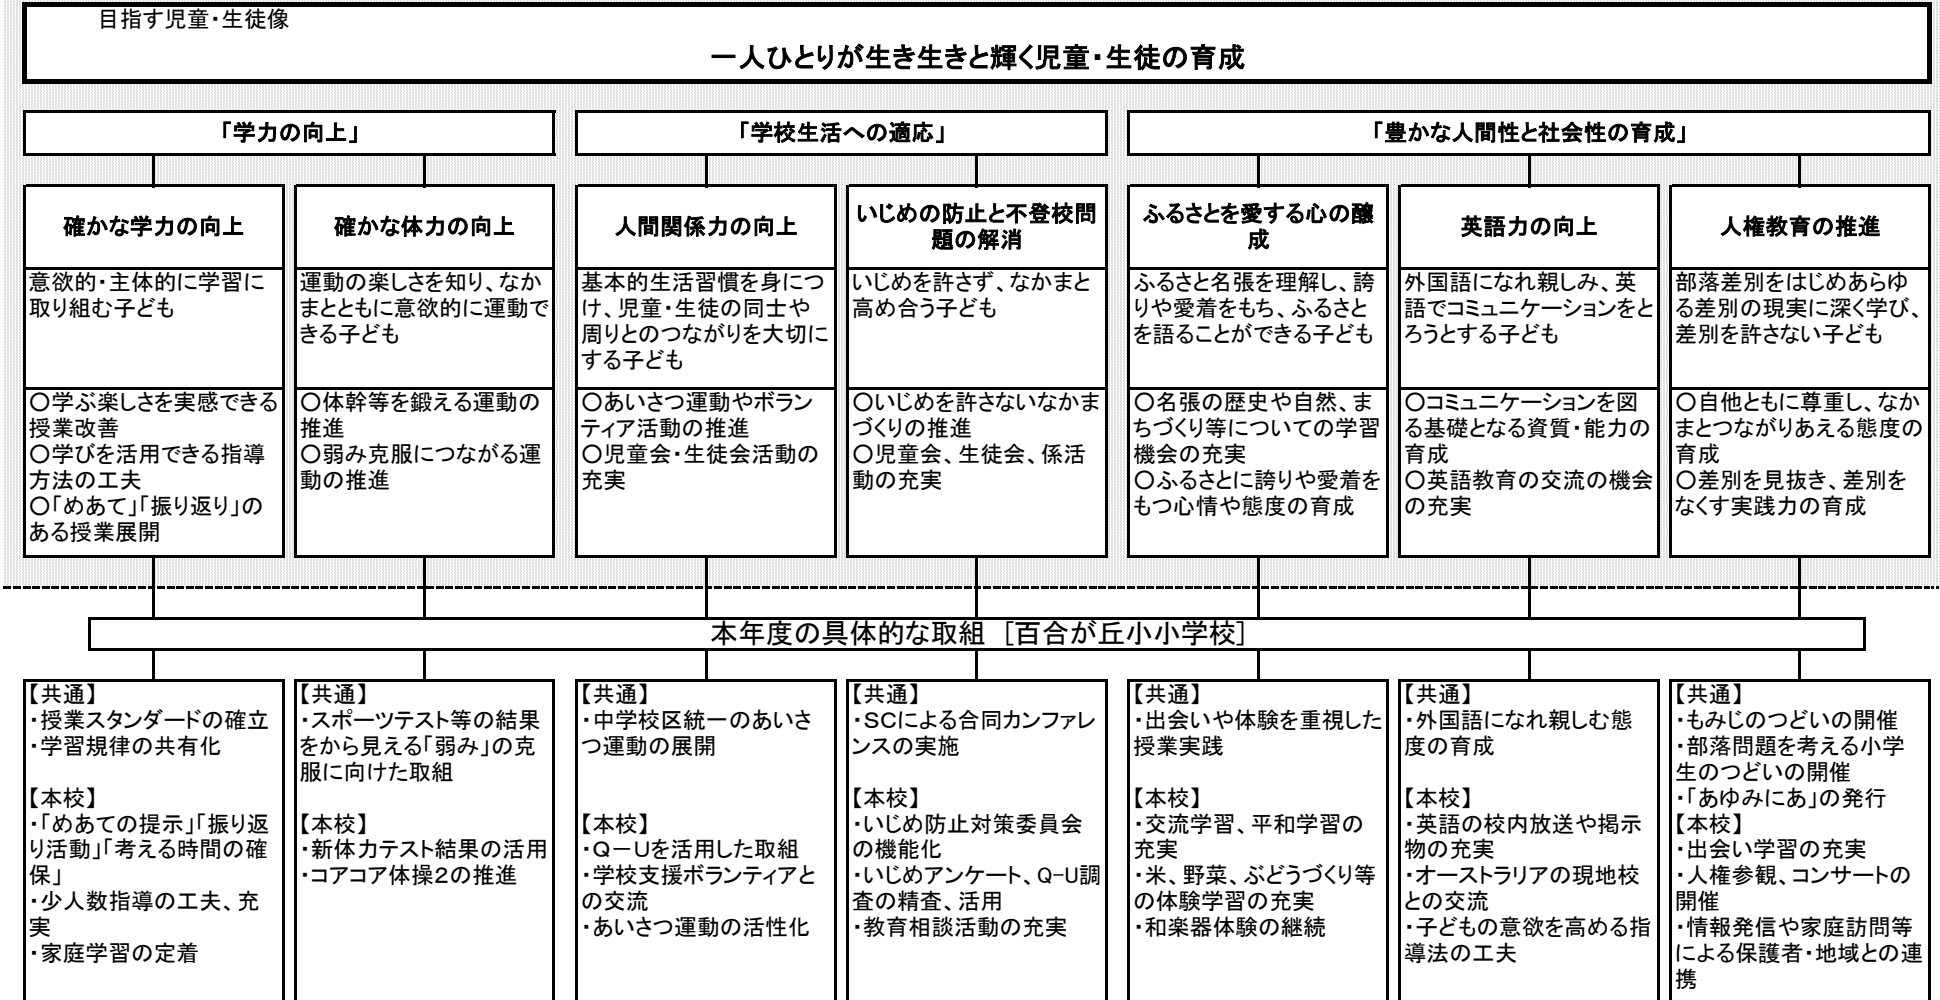 目指す児童・生徒像
一人ひとりが生き生きと輝く児童・生徒の育成
「学力の向上」
「学校生活への適応」
「豊かな人間性と社会性の育成」
確かな学力の向上
確かな体力の向上
人間関係力の向上
いじめの防止と不登校問
題の解消
ふるさとを愛する心の醸
成
英語力の向上
人権教育の推進
意欲的・主体的に学習に
取り組む子ども
運動の楽しさを知り、なか
まとともに意欲的に運動で
きる子ども
基本的生活習慣を身につ
け、児童・生徒の同士や
周りとのつながりを大切に
する子ども
いじめを許さず、なかまと
高め合う子ども
ふるさと名張を理解し、誇
りや愛着をもち、ふるさと
を語ることができる子ども
外国語になれ親しみ、英
語でコミュニケーションをと
ろうとする子ども
部落差別をはじめあらゆ
る差別の現実に深く学び、
差別を許さない子ども
○学ぶ楽しさを実感できる
授業改善
○学びを活用できる指導
方法の工夫
○「めあて」「振り返り」の
ある授業展開
○体幹等を鍛える運動の
推進
○弱み克服につながる運
動の推進
○あいさつ運動やボラン
ティア活動の推進
○児童会・生徒会活動の
充実
○いじめを許さないなかま
づくりの推進
○児童会、生徒会、係活
動の充実
○名張の歴史や自然、ま
ちづくり等についての学習
機会の充実
○ふるさとに誇りや愛着を
もつ心情や態度の育成
○コミュニケーションを図
る基礎となる資質・能力の
育成
○英語教育の交流の機会
の充実
○自他ともに尊重し、なか
まとつながりあえる態度の
育成
○差別を見抜き、差別を
なくす実践力の育成
本年度の具体的な取組 [百合が丘小小学校]
【共通】
・授業スタンダードの確立
・学習規律の共有化
【本校】
・「めあての提示」「振り返
り活動」「考える時間の確
保」
・少人数指導の工夫、充
実
・家庭学習の定着
【共通】
・スポーツテスト等の結果
をから見える「弱み」の克
服に向けた取組
【本校】
・新体力テスト結果の活用
・コアコア体操2の推進
【共通】
・中学校区統一のあいさ
つ運動の展開
【本校】
・Q-Uを活用した取組
・学校支援ボランティアと
の交流
・あいさつ運動の活性化
【共通】
・SCによる合同カンファレ
ンスの実施
【本校】
・いじめ防止対策委員会
の機能化
・いじめアンケート、Q-U調
査の精査、活用
・教育相談活動の充実
【共通】
・出会いや体験を重視した
授業実践
【本校】
・交流学習、平和学習の
充実
・米、野菜、ぶどうづくり等
の体験学習の充実
・和楽器体験の継続
【共通】
・外国語になれ親しむ態
度の育成
【本校】
・英語の校内放送や掲示
物の充実
・オーストラリアの現地校
との交流
・子どもの意欲を高める指
導法の工夫
【共通】
・もみじのつどいの開催
・部落問題を考える小学
生のつどいの開催
・「あゆみにあ」の発行
【本校】
・出会い学習の充実
・人権参観、コンサートの
開催
・情報発信や家庭訪問等
による保護者・地域との連
携